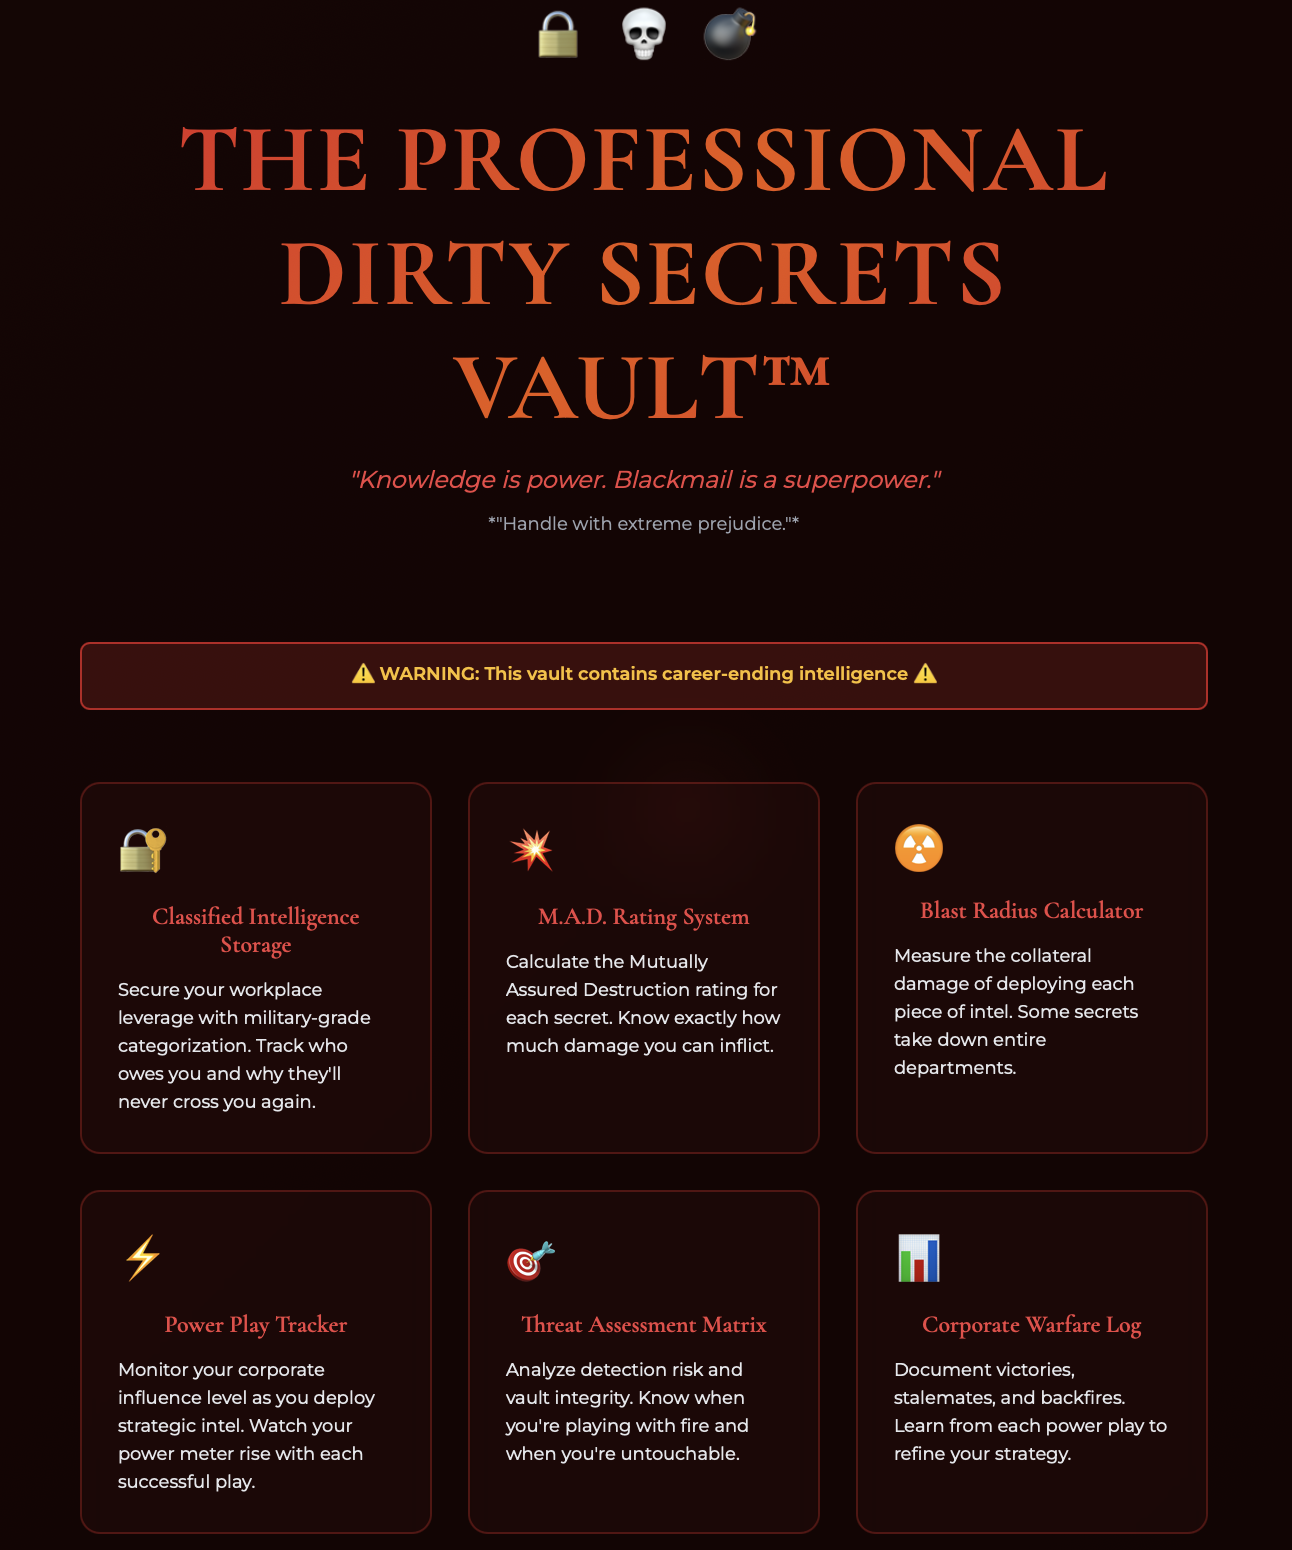 THE PROFESSIONAL
DIRTY SECRETS
VAULT™
"Knowledge is power. Blackmail is a superpower."
*"Handle with extreme prejudice."*
⚠️ WARNING: This vault contains career-ending intelligence ⚠️
Classified Intelligence
Storage
Secure your workplace
leverage with military-grade
categorization. Track who
owes you and why they'll
never cross you again.
M.A.D. Rating System
Calculate the Mutually
Assured Destruction rating for
each secret. Know exactly how
much damage you can inflict.
Blast Radius Calculator
Measure the collateral
damage of deploying each
piece of intel. Some secrets
take down entire
departments.
Power Play Tracker
Monitor your corporate
influence level as you deploy
strategic intel. Watch your
power meter rise with each
successful play.
Threat Assessment Matrix
Analyze detection risk and
vault integrity. Know when
you're playing with fire and
when you're untouchable.
Corporate Warfare Log
Document victories,
stalemates, and backfires.
Learn from each power play to
refine your strategy.